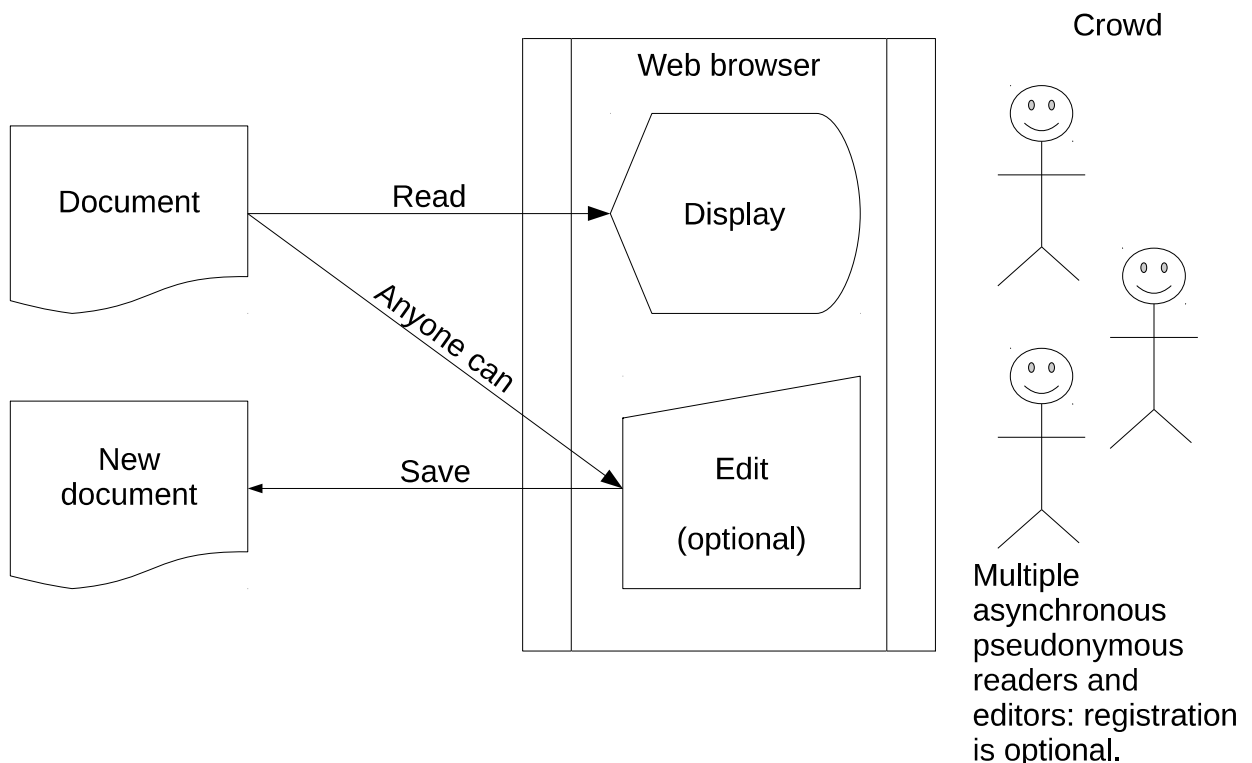 Crowd
Web browser
Document
Read
Display
Anyone can
New
document
Save
Edit
(optional)
Multiple
asynchronous
pseudonymous
readers and
editors: registration
is optional.